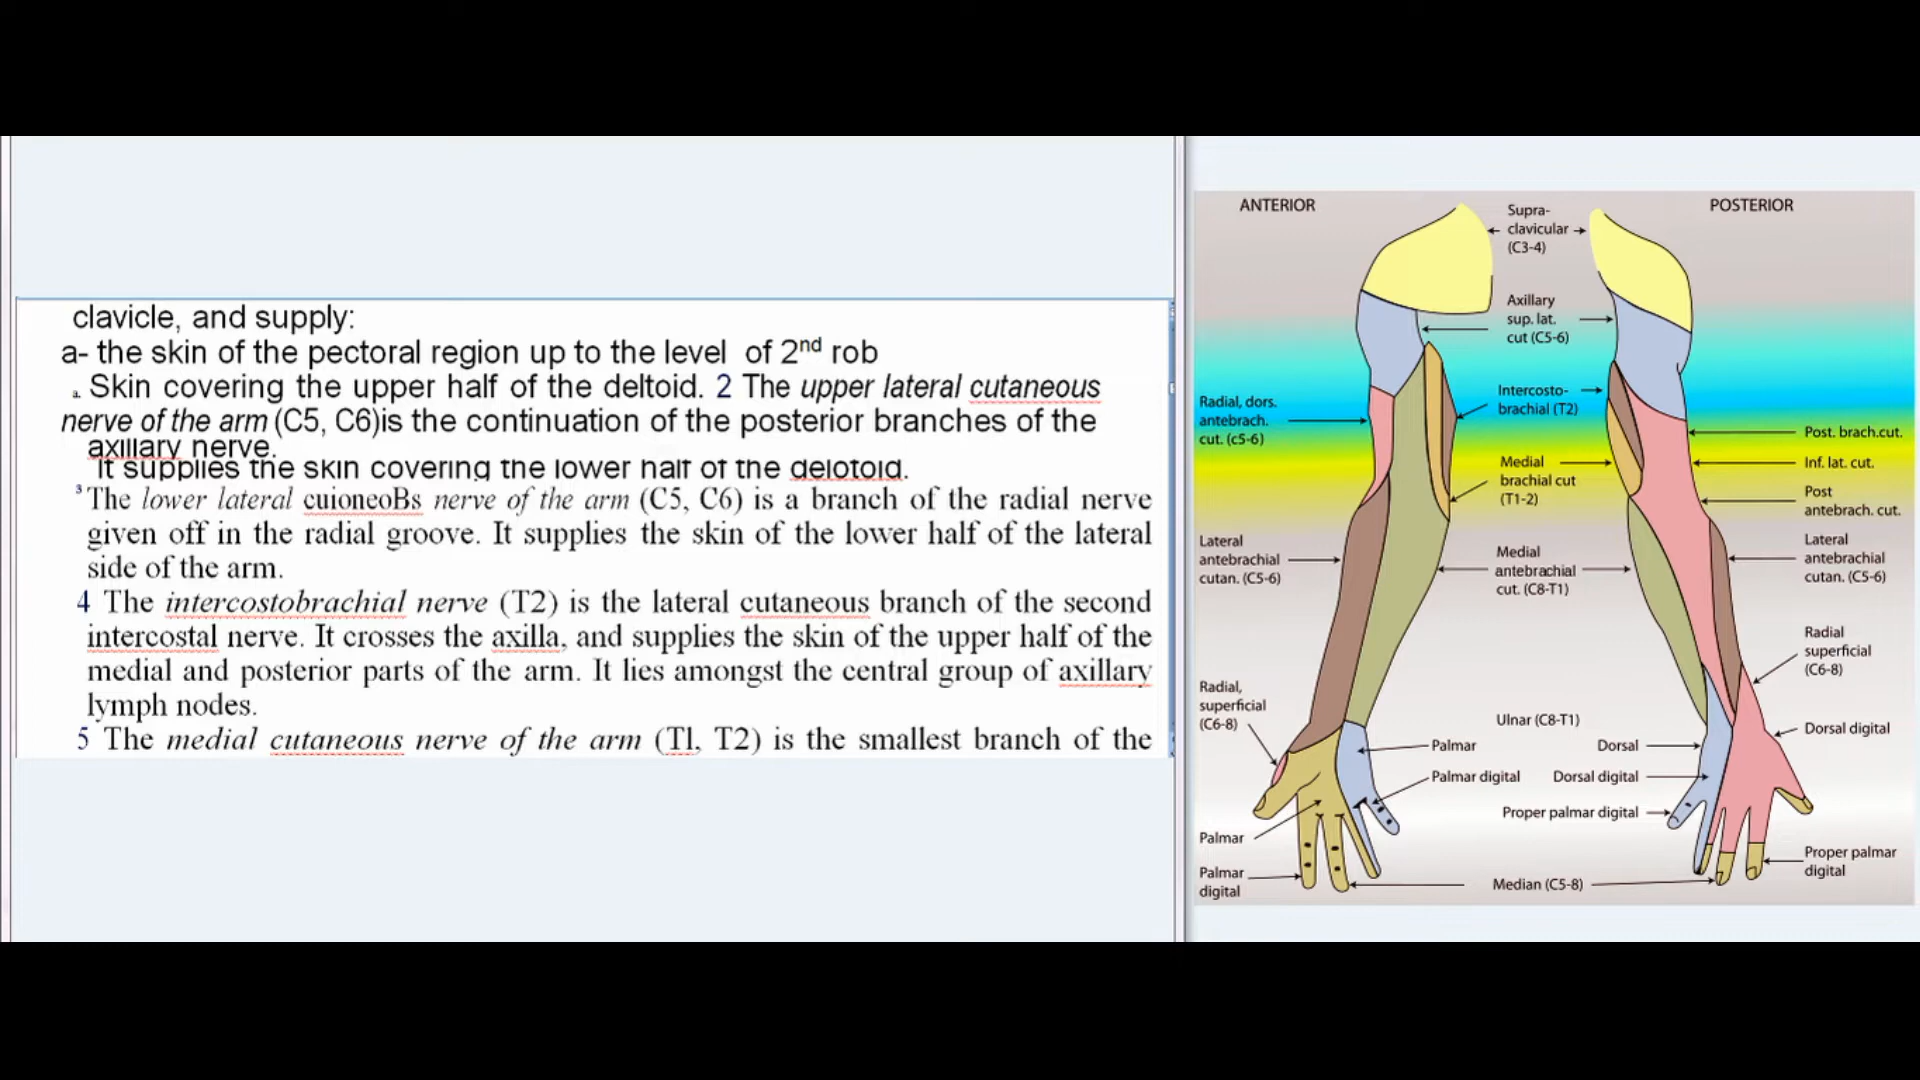 clavicle, and supply:
a- the skin of the pectoral region up to the level of 2nd rob
a. Skin covering the upper half of the deltoid. 2 The upper lateral cutaneous
nerve of the arm (C5, C6)is the continuation of the posterior branches of the
axillary nerve.
It supplies the skin covering the lower half of the delotoid.
3 The lower lateral cuioneoBs nerve of the arm (C5, C6) is a branch of the radial nerve
given off in the radial groove. It supplies the skin of the lower half of the lateral
side of the arm.
4 The intercostobrachial nerve (T2) is the lateral cutaneous branch of the second
intercostal nerve. It crosses the axilla, and supplies the skin of the upper half of the
medial and posterior parts of the arm. It lies amongst the central group of axillary
lymph nodes.
5 The medial cutaneous nerve of the arm (Tl, T2) is the smallest branch of the
ANTERIOR
POSTERIOR
Supra-
clavicular
(C3-4)
Axillary
sup. lat.
cut (C5-6)
Radial, dors.
antebrach.
cut. (c5-6)
Intercosto-
brachial (T2)
Post. brach.cut.
Medial
brachial cut
(T1-2)
Inf. lat. cut.
Post
antebrach. cut.
Lateral
antebrachial
cutan. (C5-6)
Medial
antebrachial
cut. (C8-T1)
Lateral
antebrachial
cutan. (C5-6)
Radial
superficial
(C6-8)
Radial,
superficial
(C6-8)
Ulnar (C8-T1)
Palmar
Dorsal
Dorsal digital
Palmar digital
Dorsal digital
Proper palmar digital
Palmar
Palmar
digital
Median (C5-8)
Proper palmar
digital